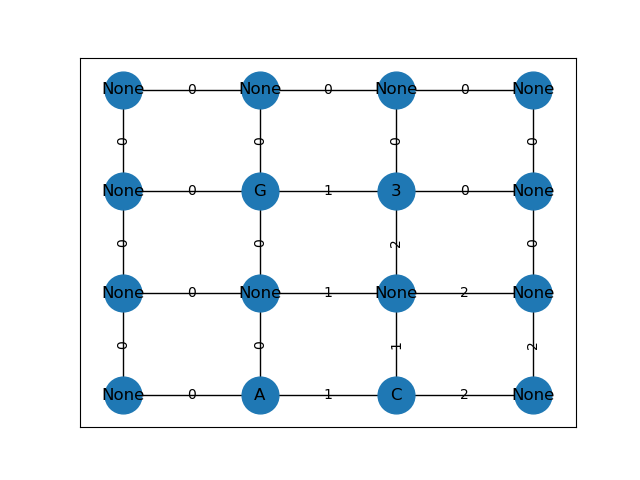 None 0 None 0 None 0 None
0 0 0 0
None 0 G 1 3 0 None
0 0 2 0
None 0 None 1 None 2 None
0 0 1 2
None 0 A 1 C 2 None